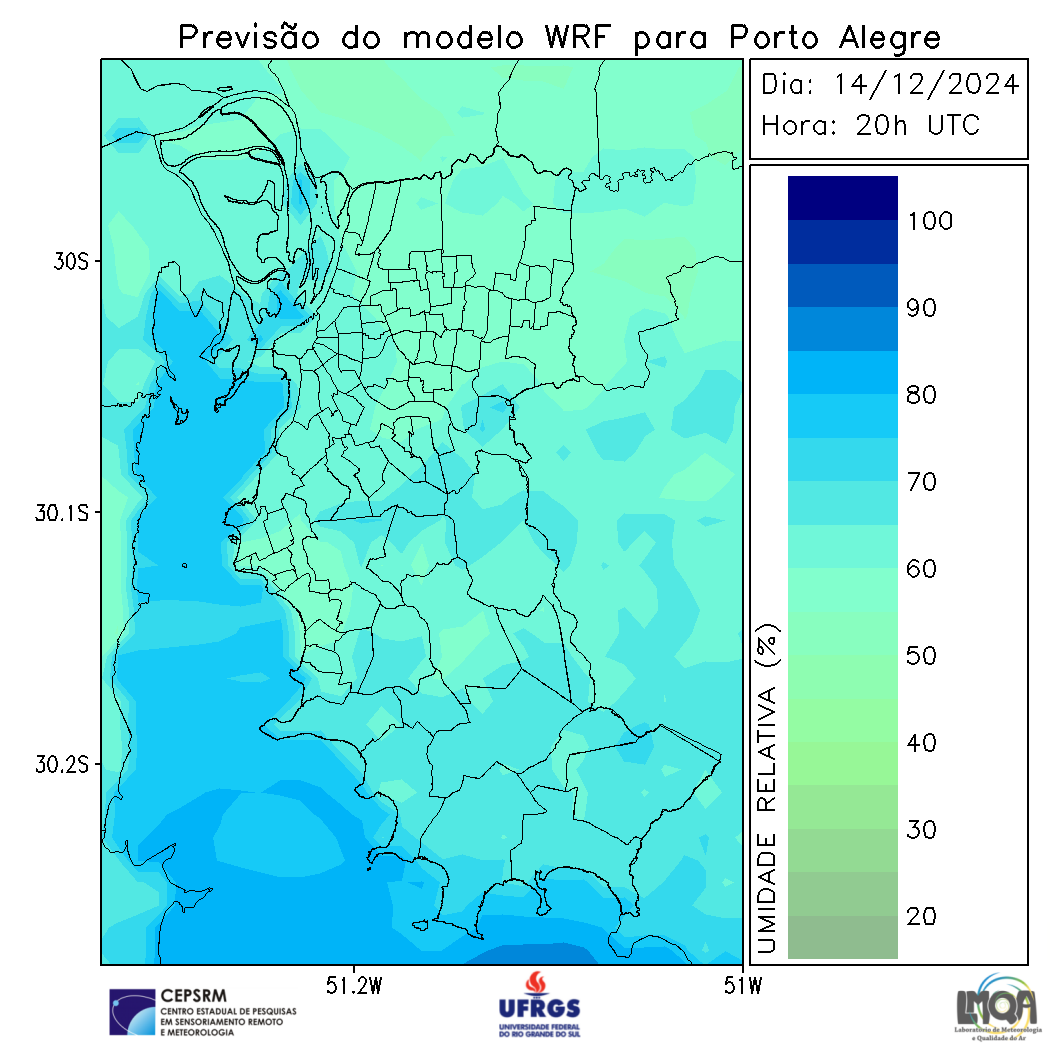 Previsão do modelo WRF para Porto Alegre
Dia: 14/12/2024
Hora: 20h UTC
30S
30.1S
30.2S
51.2W
51W
UMIDADE RELATIVA (%)
100
90
80
70
60
50
40
30
20
CEPSRM
CENTRO ESTADUAL DE PESQUISAS
EM SENSORIAMENTO REMOTO
E METEOROLOGIA
UFRGS
UNIVERSIDADE FEDERAL
DO RIO GRANDE DO SUL
LMQA
Laboratório de Meteorologia
e Qualidade do Ar